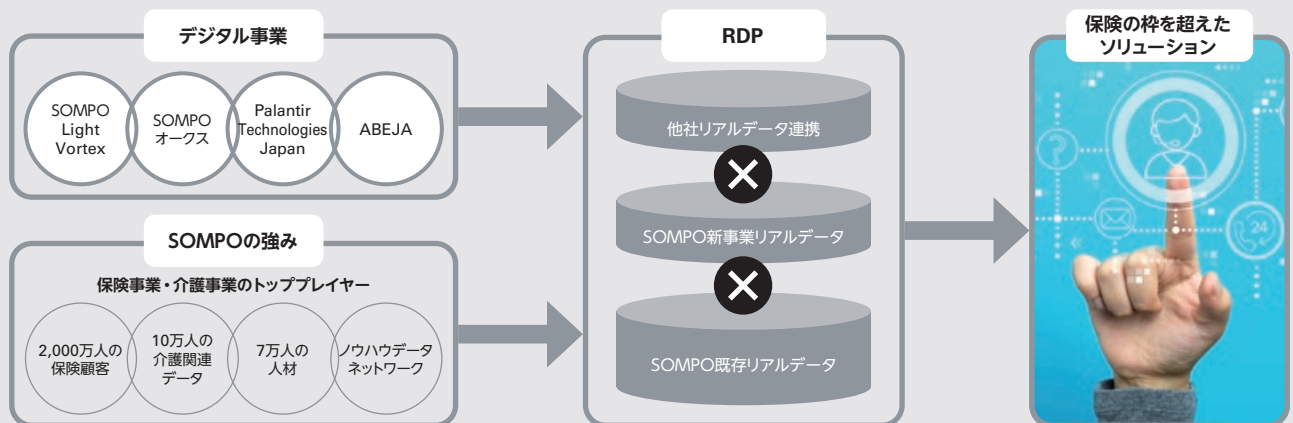 デジタル事業
SOMPO
Light
Vortex
SOMPO
オークス
Palantir
Technologies
Japan
ABEJA
SOMPOの強み
保険事業・介護事業のトッププレイヤー
2,000万人の
保険顧客
10万人の
介護関連
データ
7万人の
人材
ノウハウデータ
ネットワーク
RDP
他社リアルデータ連携
SOMPO新事業リアルデータ
SOMPO既存リアルデータ
保険の枠を超えた
ソリューション
24